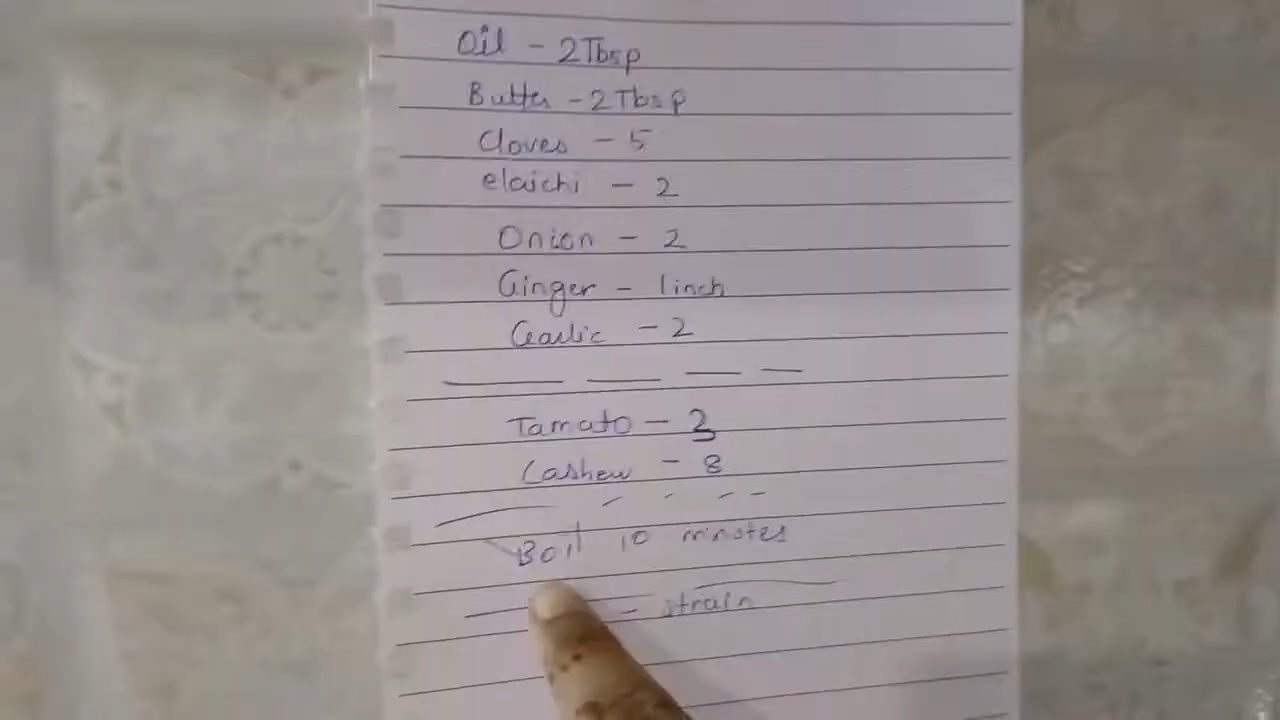 Oil - 2Tbsp
Butter - 2Tbsp
Cloves - 5
elaichi - 2
Onion - 2
Ginger - 1inch
Garlic - 2
Tamato - 3
Cashew - 8
Boil 10 minotes
- strain